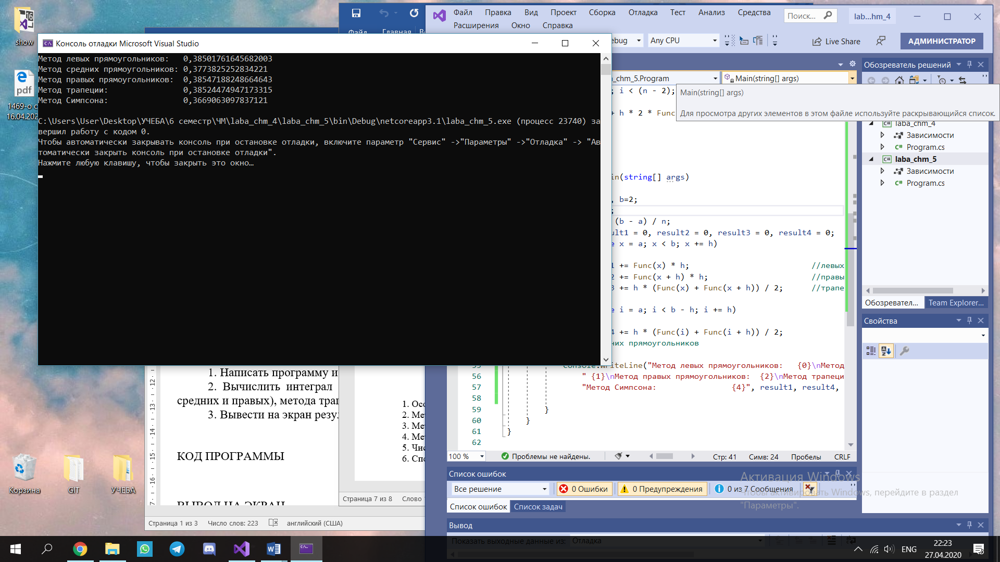 show
pdf
1469-о о
16.04.202
Корзина
GIT
УЧЕБА
Консоль отладки Microsoft Visual Studio
Метод левых прямоугольников: 0,38501761645682003
Метод средних прямоугольников: 0,3773825252834221
Метод правых прямоугольников: 0,38547188248664643
Метод трапеции: 0,38524474947173315
Метод Симпсона: 0,3669063097837121
C:\Users\User\Desktop\УЧЕБА\6 семестр\ЧМ\laba_chm_4\laba_chm_5\bin\Debug\netcoreapp3.1\laba_chm_5.exe (процесс 23740) за
вершил работу с кодом 0.
Чтобы автоматически закрывать консоль при остановке отладки, включите параметр "Сервис" ->"Параметры" ->"Отладка" -> "Ав
томатически закрыть консоль при остановке отладки".
Нажмите любую клавишу, чтобы закрыть это окно…
Файл Главная
Файл Правка Вид Проект Сборка Отладка Тест Анализ Средства
Расширения Окно Справка
Поиск...
lab...hm_4
ebug Any CPU Live Share АДМИНИСТРАТОР
_chm_5.Program Main(string[] args)
Main(string[] args)
Для просмотра других элементов в этом файле используйте раскрывающийся список.
; i < (n - 2);
+ h * 2 * Func
in(string[] args)
, b=2;
;
(b - a) / n;
ult1 = 0, result2 = 0, result3 = 0, result4 = 0;
e x = a; x < b; x += h)
1 += Func(x) * h; //левых
2 += Func(x + h) * h; //правы
3 += h * (Func(x) + Func(x + h)) / 2; //трапе
e i = a; i < b - h; i += h)
4 += h * (Func(i) + Func(i + h)) / 2;
них прямоугольников
55 Console.WriteLine("Метод левых прямоугольников: {0}\nМетод
56 " {1}\nМетод правых прямоугольников: {2}\nМетод трапеци
57 "Метод Симпсона: {4}", result1, result4,
58
59 }
60 }
61 }
62
100 % Проблемы не найдены. Стр: 41 Симв: 24 Пробелы CRLF
Список ошибок
Все решение 0 Ошибки 0 Предупреждения 0 из 7 Сообщения
Список ошибок Список задач
Вывод
Показать выходные данные из: Отладка
Обозреватель решений
laba_chm_4
Зависимости
C# Program.cs
laba_chm_5
Зависимости
C# Program.cs
Обозревател... Team Explorer...
Свойства
Активация Windows
Чтобы активировать Windows, перейдите в раздел
"Параметры".
1. Написать программу и
2. Вычислить интеграл
средних и правых), метода трап
3. Вывести на экран резул
КОД ПРОГРАММЫ
ВЫВОД НА ЭКРАН
12
13
14
15
16
Страница 1 из 3 Число слов: 223 английский (США)
1. Осо
2. Ме
3. Ме
4. Ме
5. Чис
6. Спо
Страница 7 из 8 Слово
ENG
22:23
27.04.2020